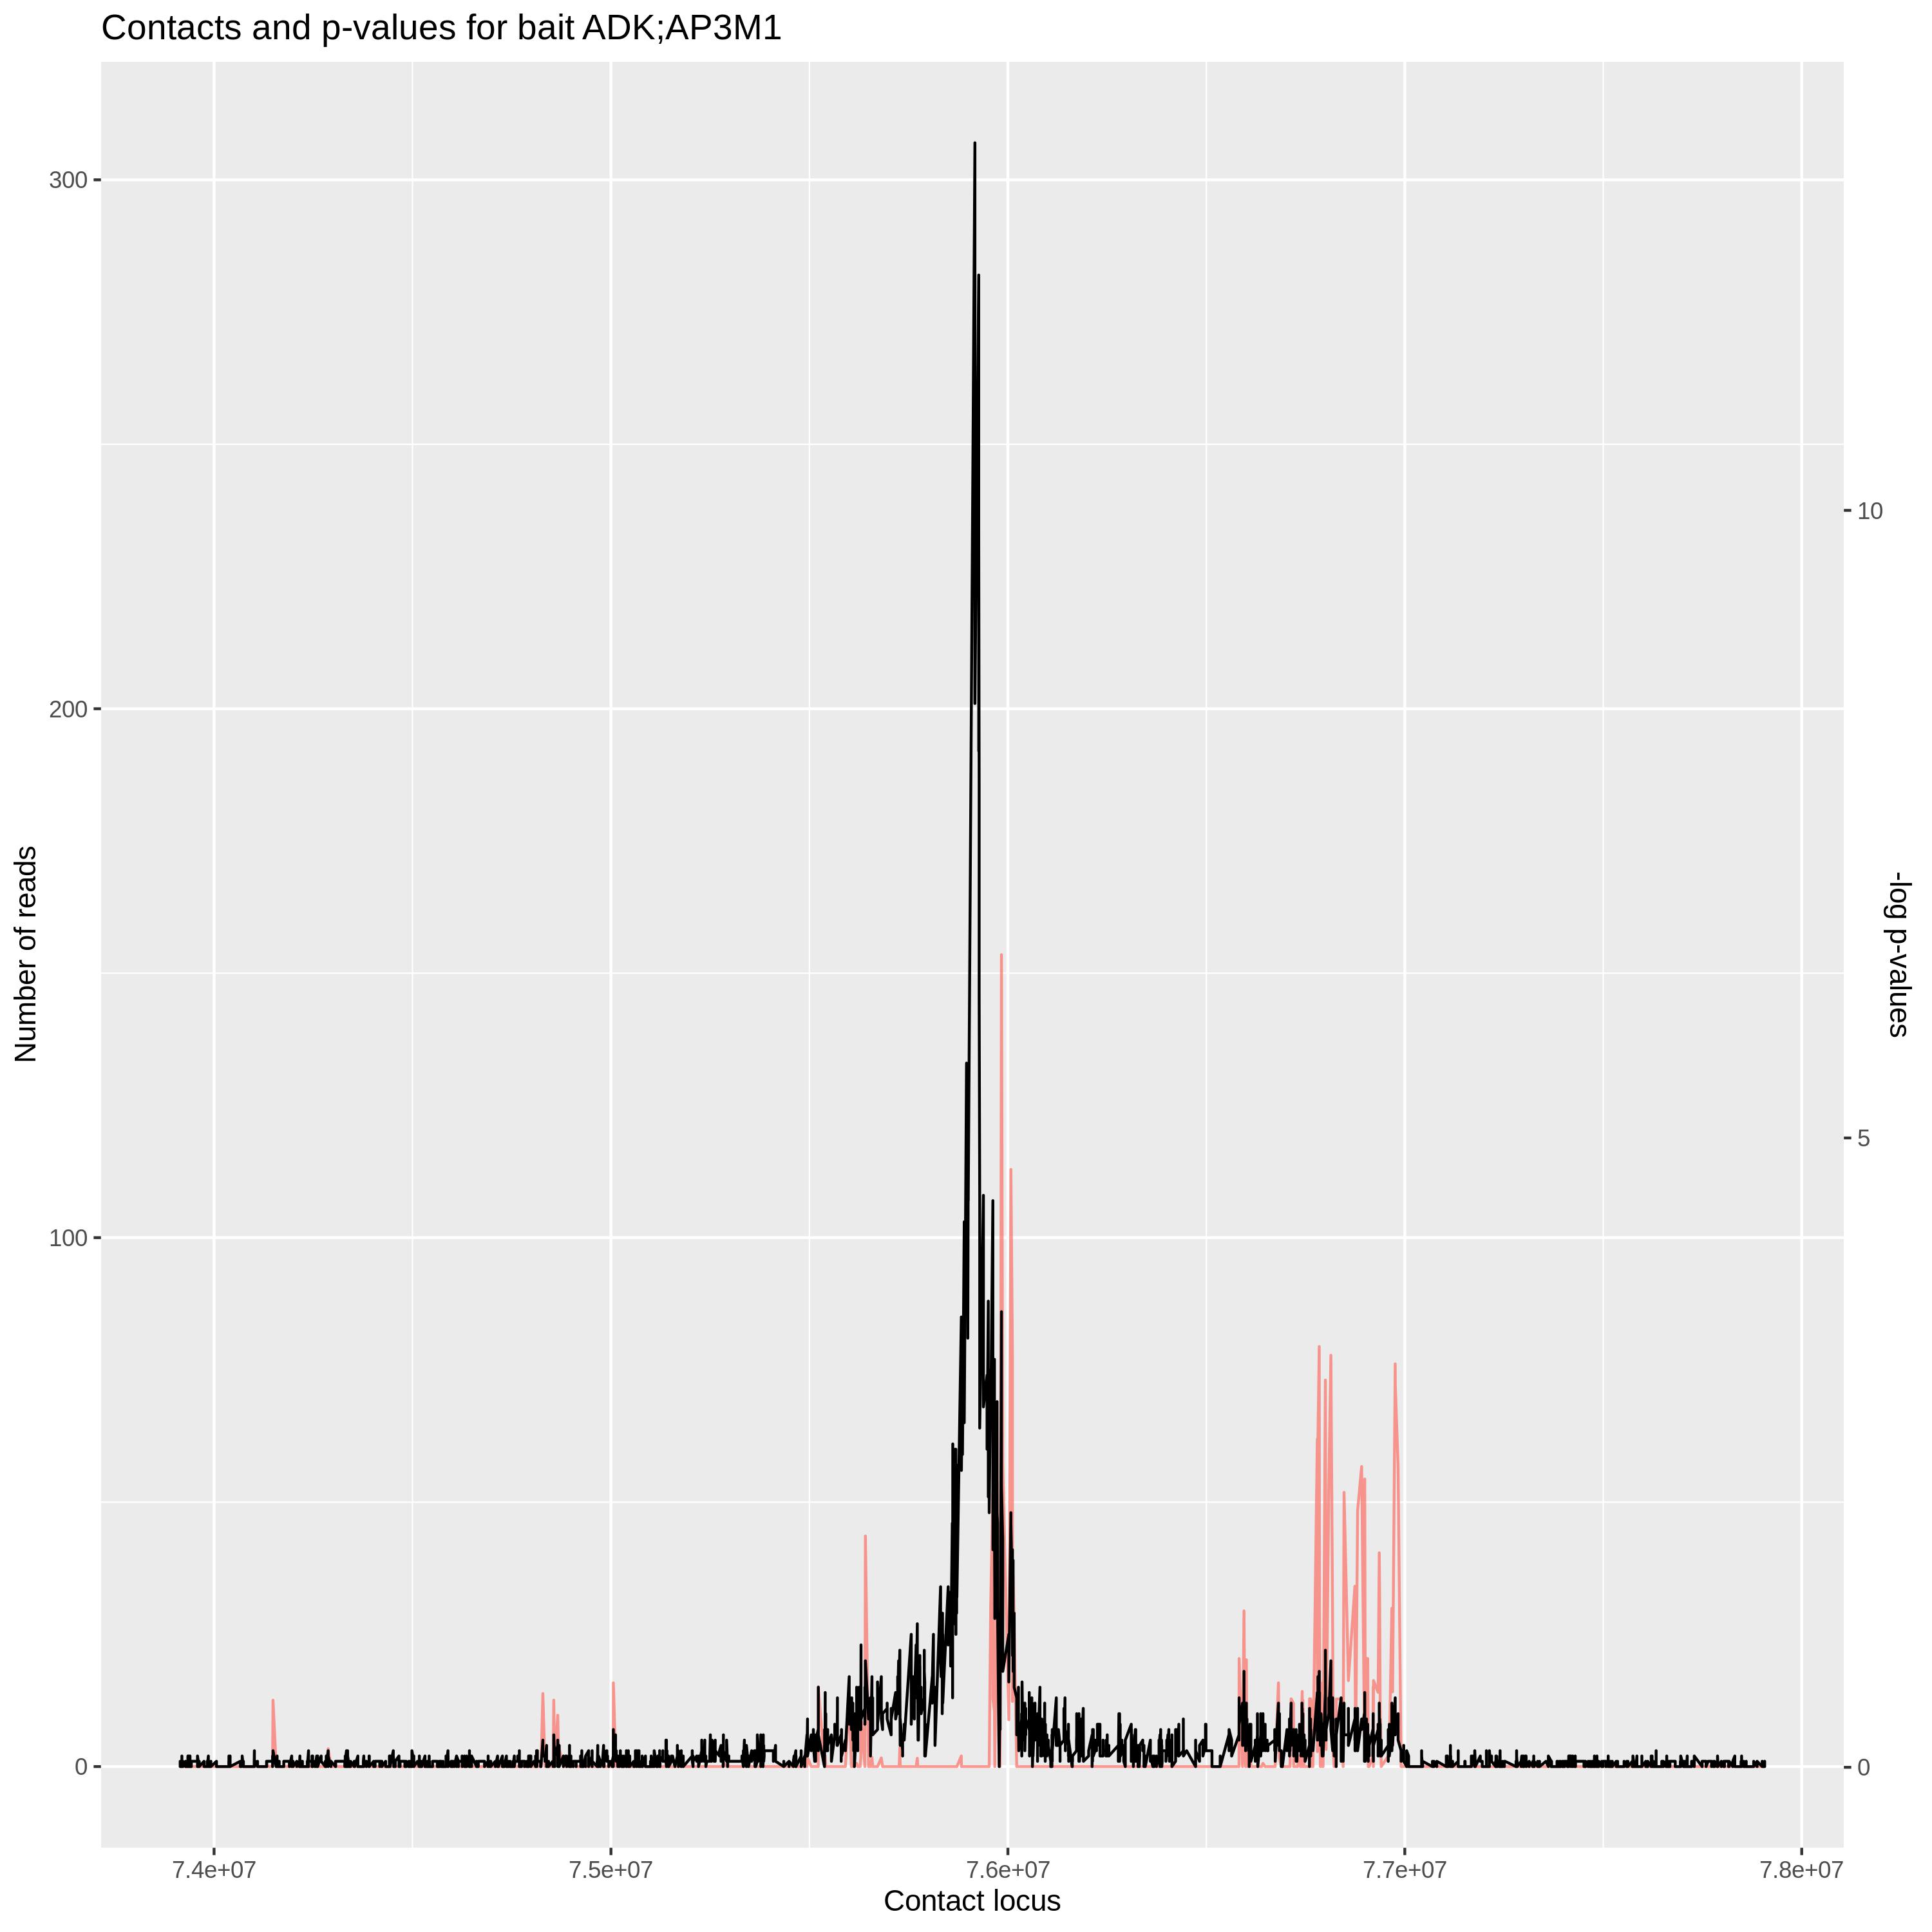 Contacts and p-values for bait ADK;AP3M1
300
200
100
0
Number of reads
10
5
0
-log p-values
7.4e+07
7.5e+07
7.6e+07
7.7e+07
7.8e+07
Contact locus